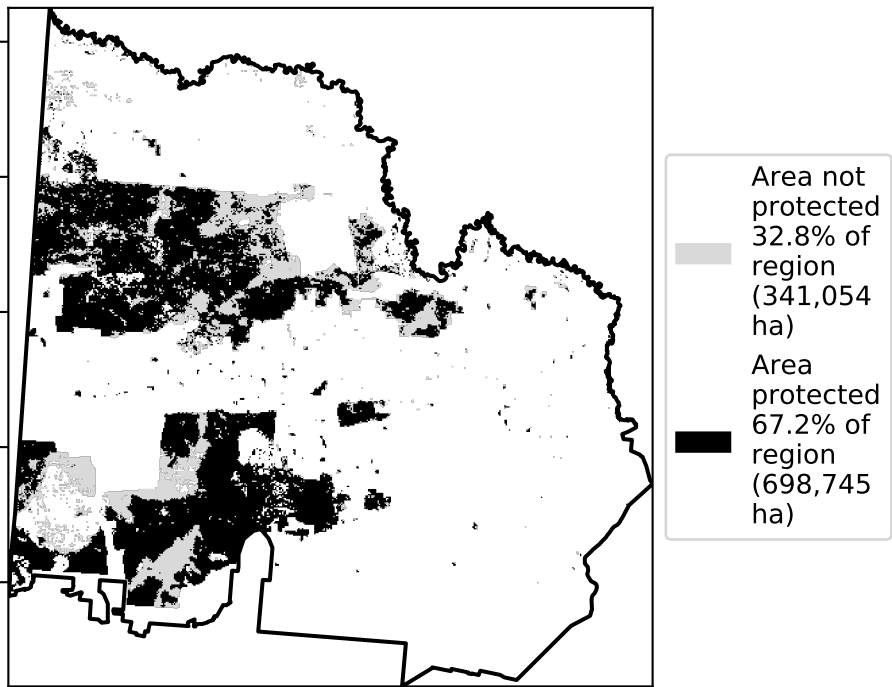 Area not
protected
32.8% of
region
(341,054
ha)
Area
protected
67.2% of
region
(698,745
ha)